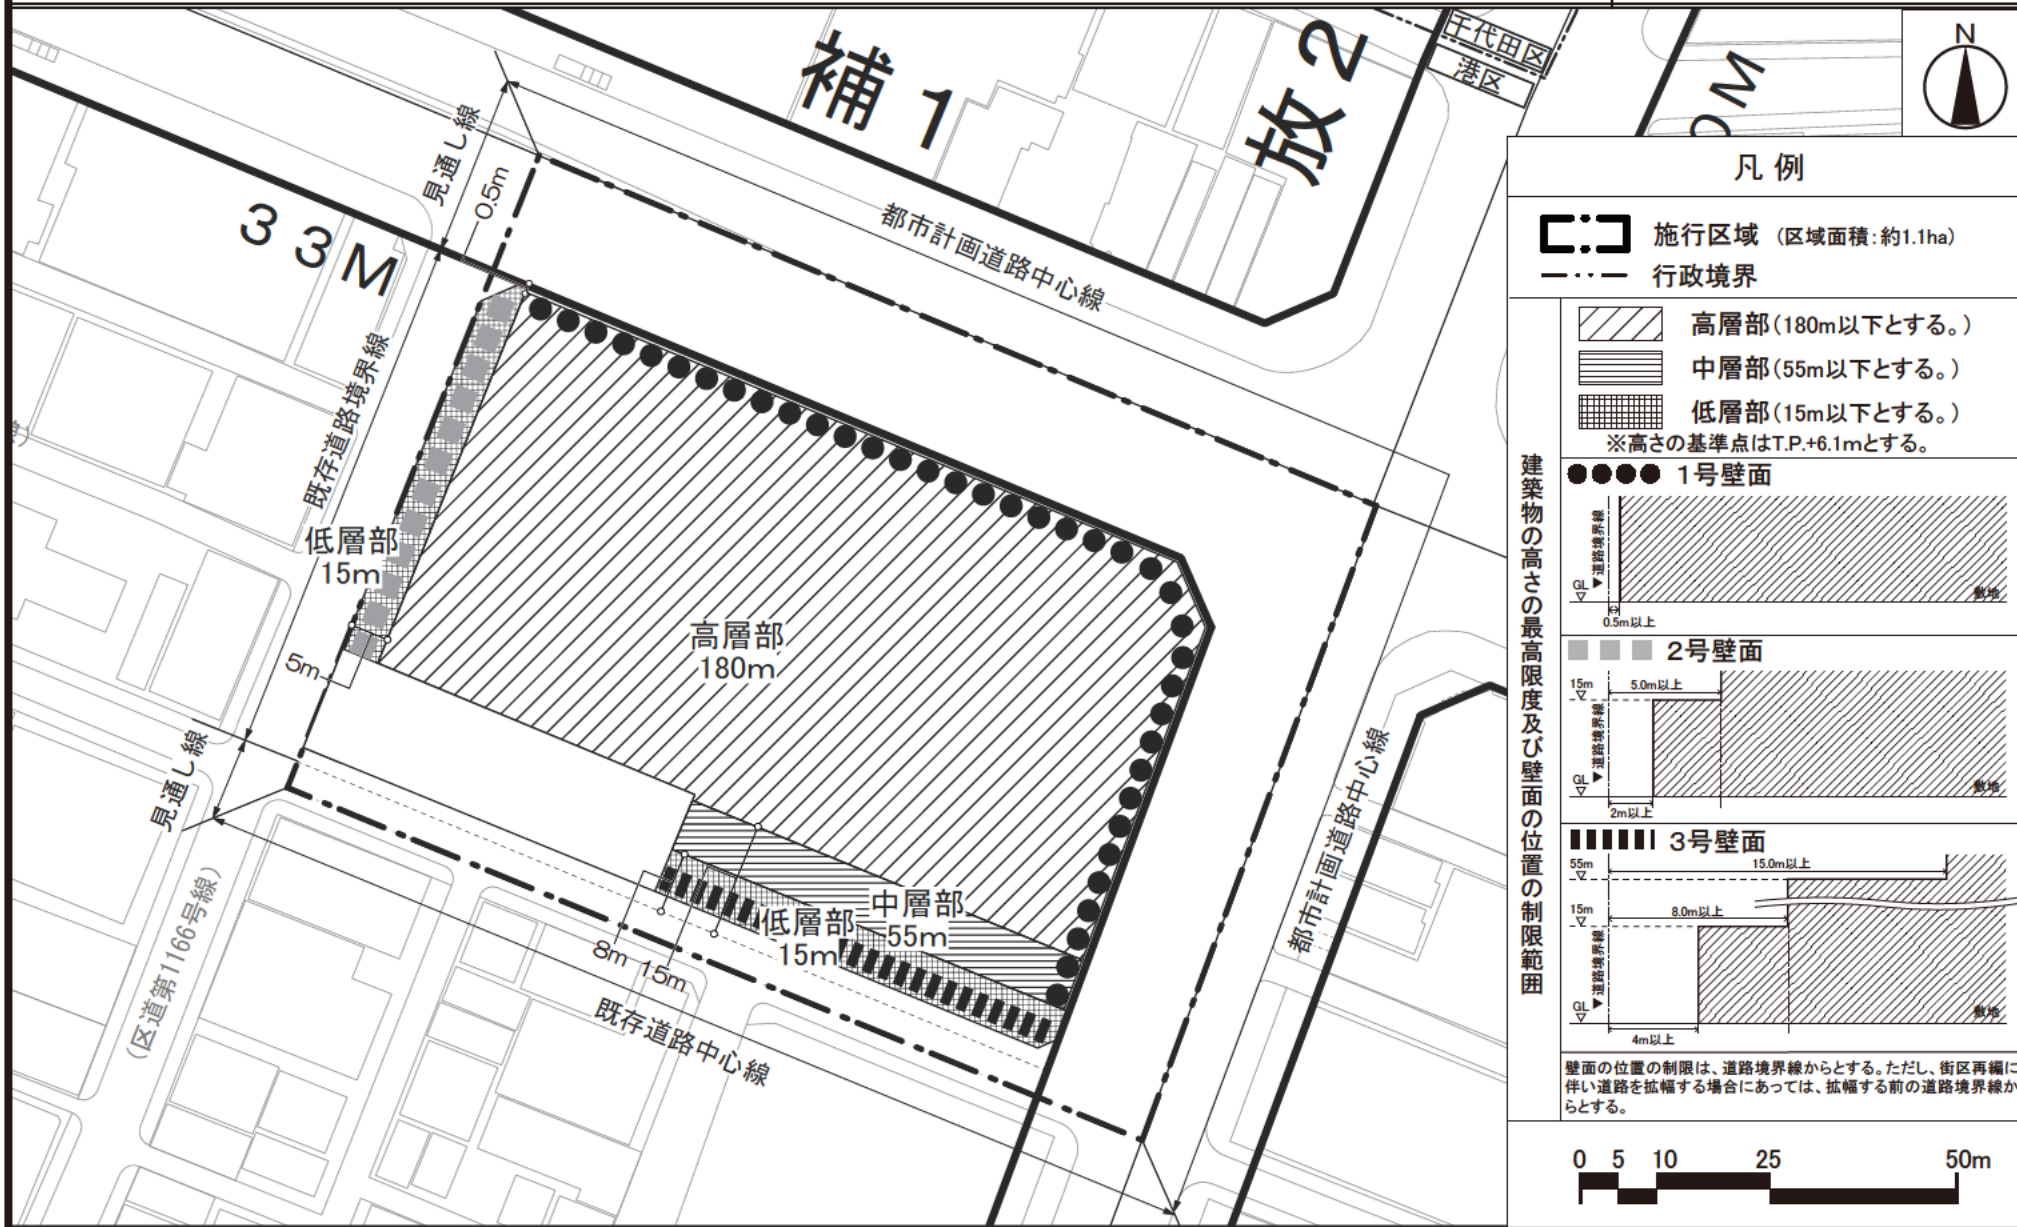 補1
放2
千代田区
港区
0M
N
見通し線
0.5m
33M
都市計画道路中心線
既存道路境界線
低層部
15m
高層部
180m
5m
見通し線
都市計画道路中心線
中層部
55m
低層部
15m
8m
15m
既存道路中心線
(区道第1166号線)
凡例
施行区域 (区域面積:約1.1ha)
行政境界
建築物の高さの最高限度及び壁面の位置の制限範囲
高層部(180m以下とする。)
中層部(55m以下とする。)
低層部(15m以下とする。)
※高さの基準点はT.P.+6.1mとする。
1号壁面
道路境界線
GL
敷地
0.5m以上
2号壁面
15m
5.0m以上
道路境界線
GL
敷地
2m以上
3号壁面
55m
15.0m以上
15m
8.0m以上
道路境界線
GL
敷地
4m以上
壁面の位置の制限は、道路境界線からとする。ただし、街区再編に
伴い道路を拡幅する場合にあっては、拡幅する前の道路境界線か
らとする。
0 5 10 25 50m